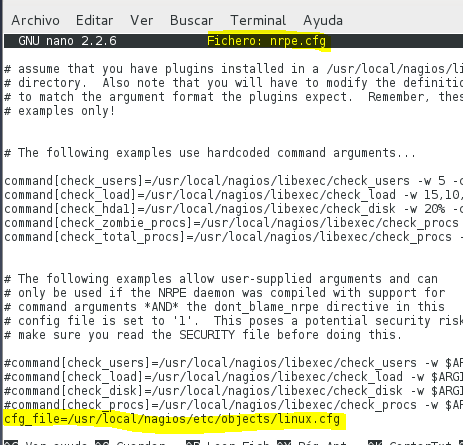 Archivo Editar Ver Buscar Terminal Ayuda
GNU nano 2.2.6 Fichero: nrpe.cfg
# assume that you have plugins installed in a /usr/local/nagios/li
# directory. Also note that you will have to modify the definitio
# to match the argument format the plugins expect. Remember, thes
# examples only!
# The following examples use hardcoded command arguments...
command[check_users]=/usr/local/nagios/libexec/check_users -w 5 -c
command[check_load]=/usr/local/nagios/libexec/check_load -w 15,10,
command[check_hda1]=/usr/local/nagios/libexec/check_disk -w 20% -c
command[check_zombie_procs]=/usr/local/nagios/libexec/check_procs
command[check_total_procs]=/usr/local/nagios/libexec/check_procs -
# The following examples allow user-supplied arguments and can
# only be used if the NRPE daemon was compiled with support for
# command arguments *AND* the dont_blame_nrpe directive in this
# config file is set to '1'. This poses a potential security risk
# make sure you read the SECURITY file before doing this.
#command[check_users]=/usr/local/nagios/libexec/check_users -w $AR
#command[check_load]=/usr/local/nagios/libexec/check_load -w $ARG1
#command[check_disk]=/usr/local/nagios/libexec/check_disk -w $ARG1
#command[check_procs]=/usr/local/nagios/libexec/check_procs -w $AR
cfg_file=/usr/local/nagios/etc/objects/linux.cfg